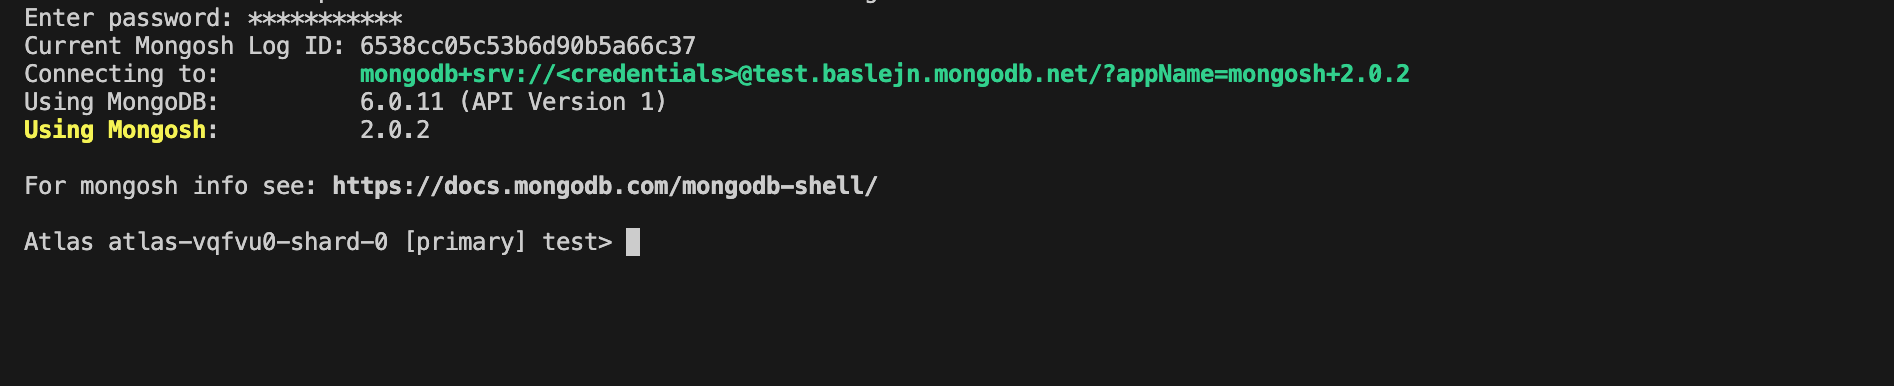 Enter password: ***********
Current Mongosh Log ID: 6538cc05c53b6d90b5a66c37
Connecting to: mongodb+srv://<credentials>@test.baslejn.mongodb.net/?appName=mongosh+2.0.2
Using MongoDB: 6.0.11 (API Version 1)
Using Mongosh: 2.0.2
For mongosh info see: https://docs.mongodb.com/mongodb-shell/
Atlas atlas-vqfvu0-shard-0 [primary] test>